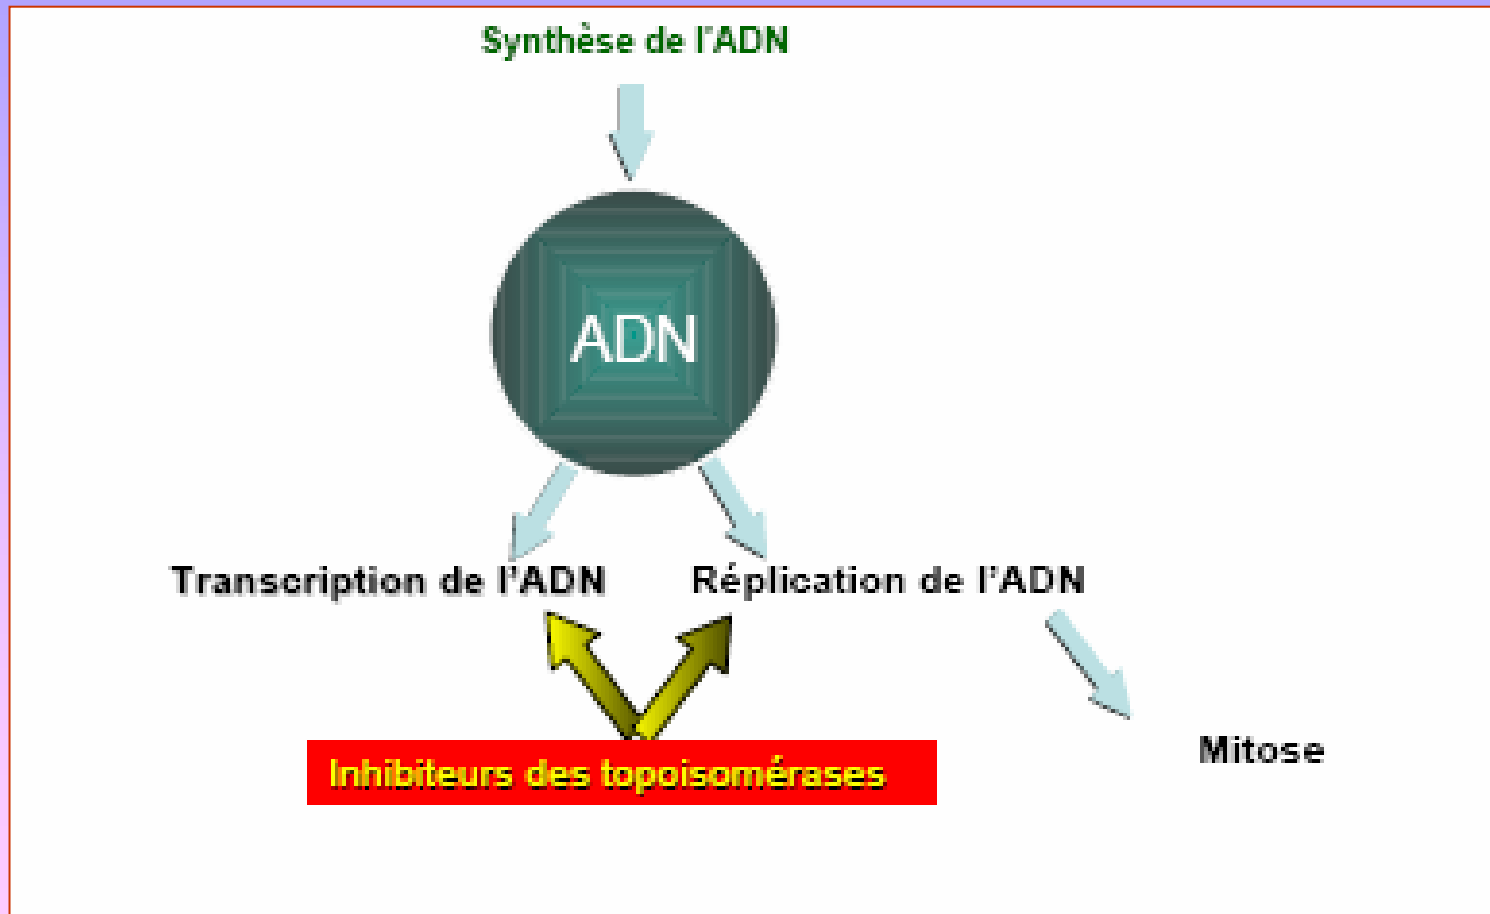 Synthèse de l'ADN
ADN
Transcription de l'ADN
Réplication de l'ADN
Mitose
Inhibiteurs des topoisomérases